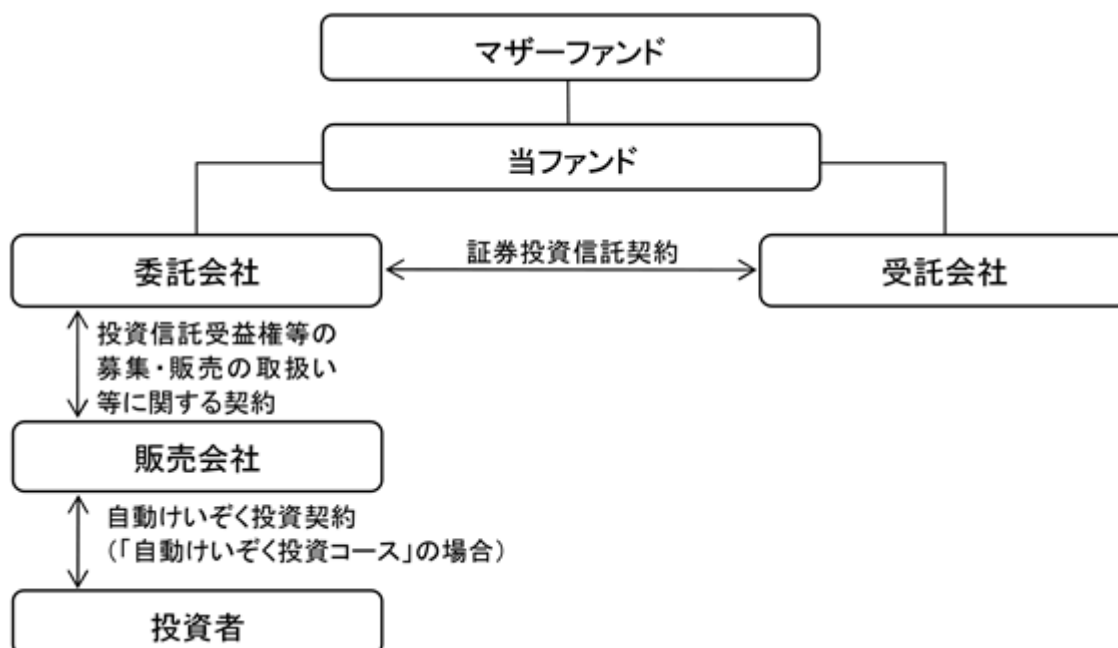 マザーファンド
当ファンド
委託会社
証券投資信託契約
受託会社
投資信託受益権等の
募集・販売の取扱い
等に関する契約
販売会社
自動けいぞく投資契約
(「自動けいぞく投資コース」の場合)
投資者